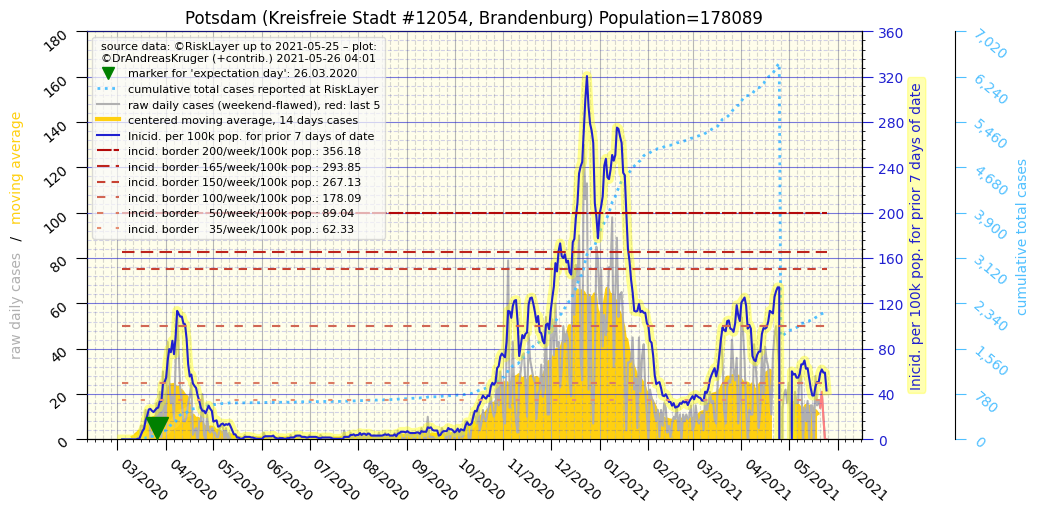 Potsdam (Kreisfreie Stadt #12054, Brandenburg) Population=178089
source data: ©RiskLayer up to 2021-05-25 – plot:
©DrAndreasKruger (+contrib.) 2021-05-26 04:01
marker for 'expectation day': 26.03.2020
cumulative total cases reported at RiskLayer
raw daily cases (weekend-flawed), red: last 5
centered moving average, 14 days cases
Inicid. per 100k pop. for prior 7 days of date
incid. border 200/week/100k pop.: 356.18
incid. border 165/week/100k pop.: 293.85
incid. border 150/week/100k pop.: 267.13
incid. border 100/week/100k pop.: 178.09
incid. border 50/week/100k pop.: 89.04
incid. border 35/week/100k pop.: 62.33
raw daily cases / moving average
180
160
140
120
100
80
60
40
20
0
03/2020
04/2020
05/2020
06/2020
07/2020
08/2020
09/2020
10/2020
11/2020
12/2020
01/2021
02/2021
03/2021
04/2021
05/2021
06/2021
360
320
280
240
200
160
120
80
40
0
Inicid. per 100k pop. for prior 7 days of date
7,020
6,240
5,460
4,680
3,900
3,120
2,340
1,560
780
0
cumulative total cases